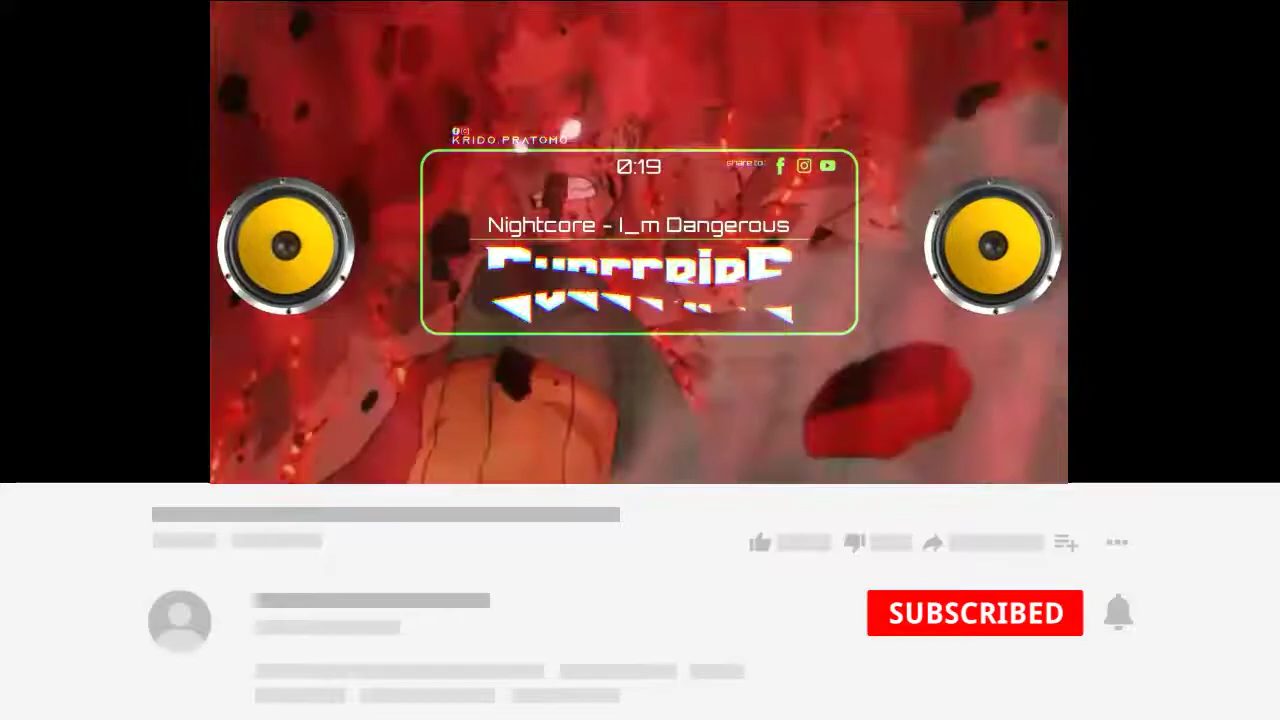 KRIDO.PRATOMO
0:19
share to:
Nightcore - I_m Dangerous
SUBSCRIBED